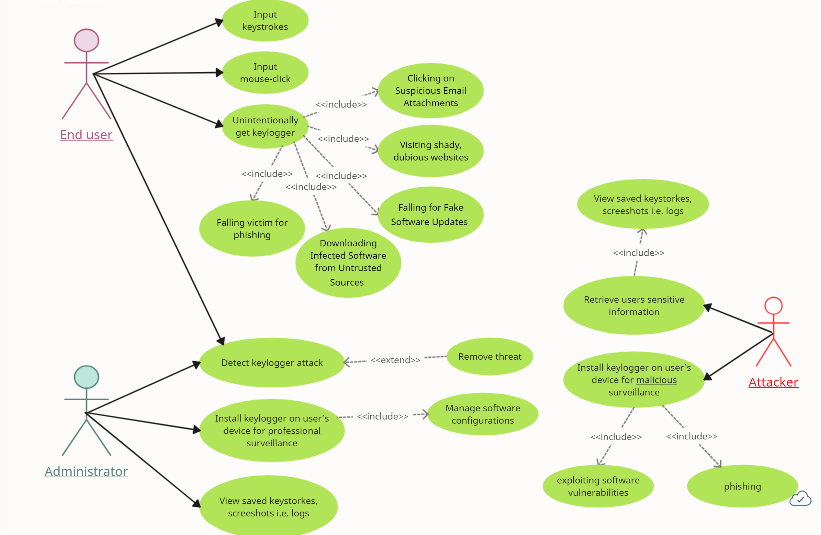 Input
keystrokes
Input
mouse-click
End user
Unintentionally
get keylogger
<<include>>
Clicking on
Suspicious Email
Attachments
<<include>>
Visiting shady,
dubious websites
<<include>>
<<include>>
<<include>>
Falling for Fake
Software Updates
Falling victim for
phishing
Downloading
Infected Software
from Untrusted
Sources
View saved keystorkes,
screeshots i.e. logs
<<include>>
Retrieve users sensitive
information
Attacker
Install keylogger on user's
device for malicious
surveillance
<<include>>
<<include>>
exploiting software
vulnerabilities
phishing
Detect keylogger attack
<<extend>>
Remove threat
Administrator
Install keylogger on user's
device for professional
surveillance
<<include>>
Manage software
configurations
View saved keystorkes,
screeshots i.e. logs